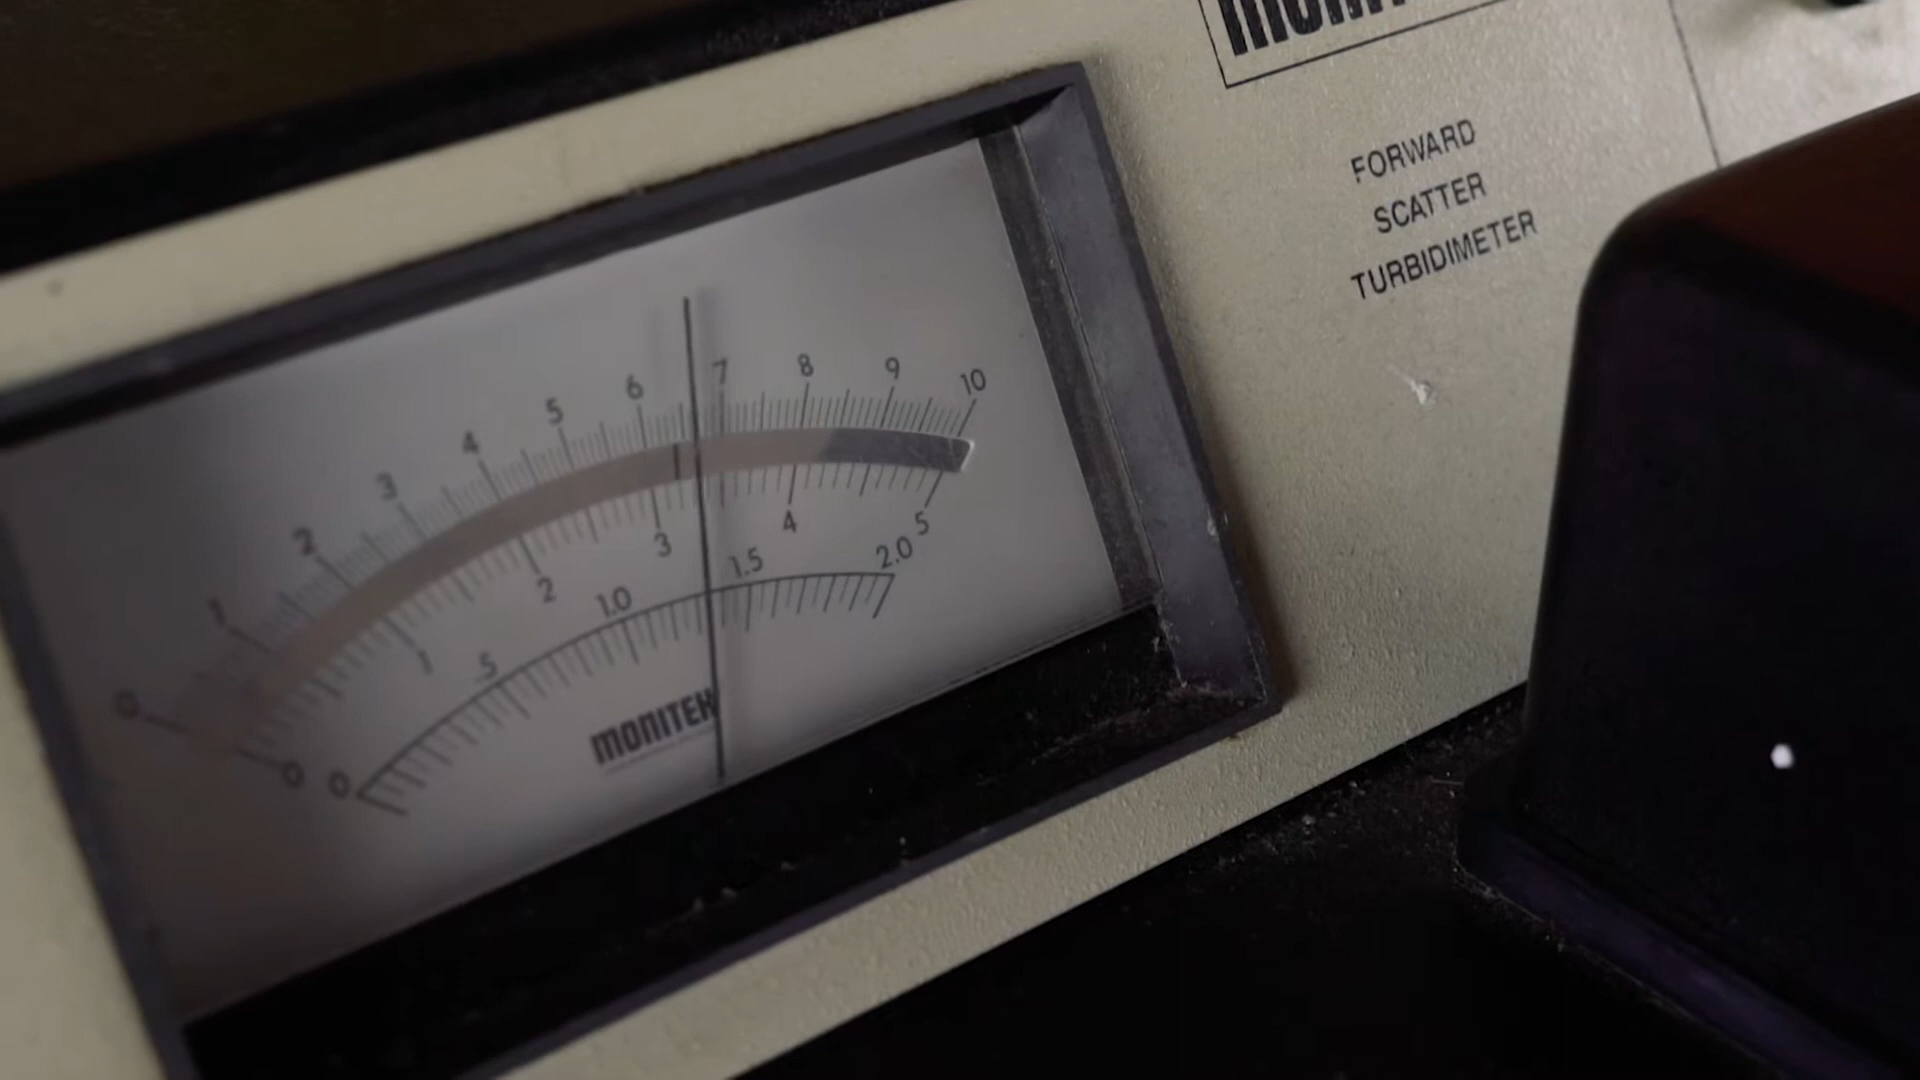 FORWARD
SCATTER
TURBIDIMETER
0 1 2 3 4 5 6 7 8 9 10
0 1 2 3 4 5
0 .5 1.0 1.5 2.0
MONITEK